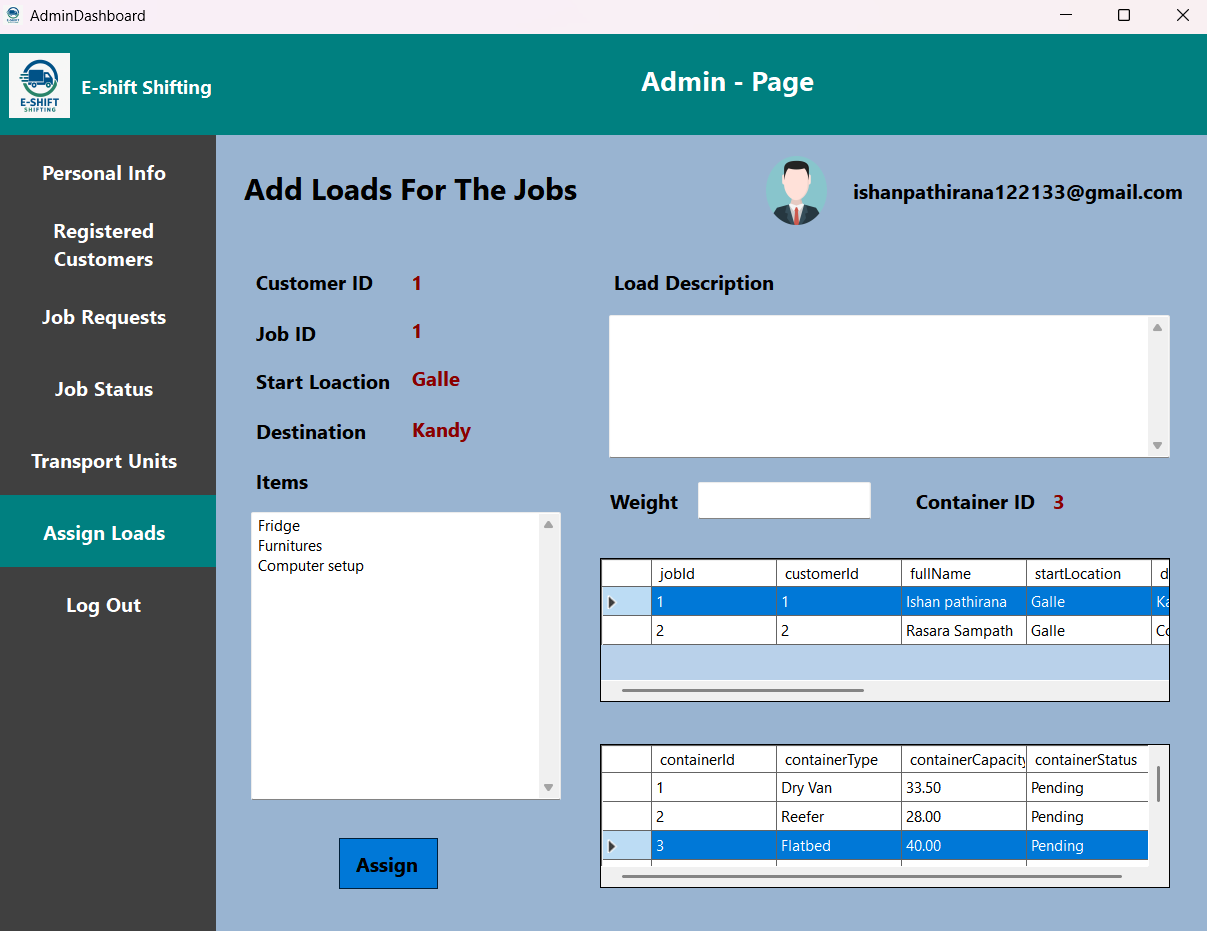 AdminDashboard
E-SHIFT
SHIFTING
E-shift Shifting
Admin - Page
Personal Info
Registered
Customers
Job Requests
Job Status
Transport Units
Assign Loads
Log Out
Add Loads For The Jobs
ishanpathirana122133@gmail.com
Customer ID 1
Job ID 1
Start Loaction Galle
Destination Kandy
Items
Fridge
Furnitures
Computer setup
Assign
Load Description
Weight
Container ID 3
jobId customerId fullName startLocation d
1 1 Ishan pathirana Galle Ka
2 2 Rasara Sampath Galle Co
containerId containerType containerCapacity containerStatus
1 Dry Van 33.50 Pending
2 Reefer 28.00 Pending
3 Flatbed 40.00 Pending